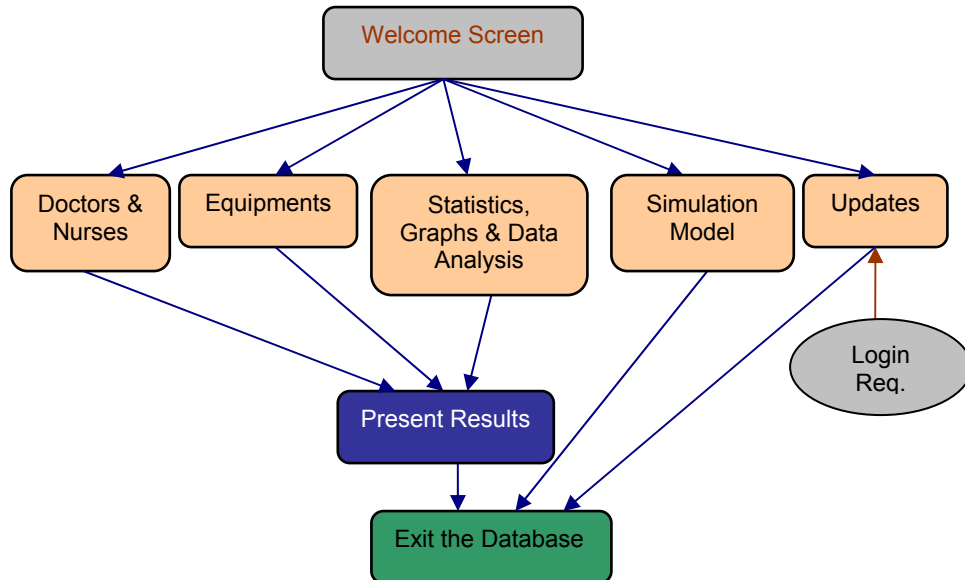 Welcome Screen
Doctors &
Nurses
Equipments
Statistics,
Graphs & Data
Analysis
Simulation
Model
Updates
Login
Req.
Present Results
Exit the Database